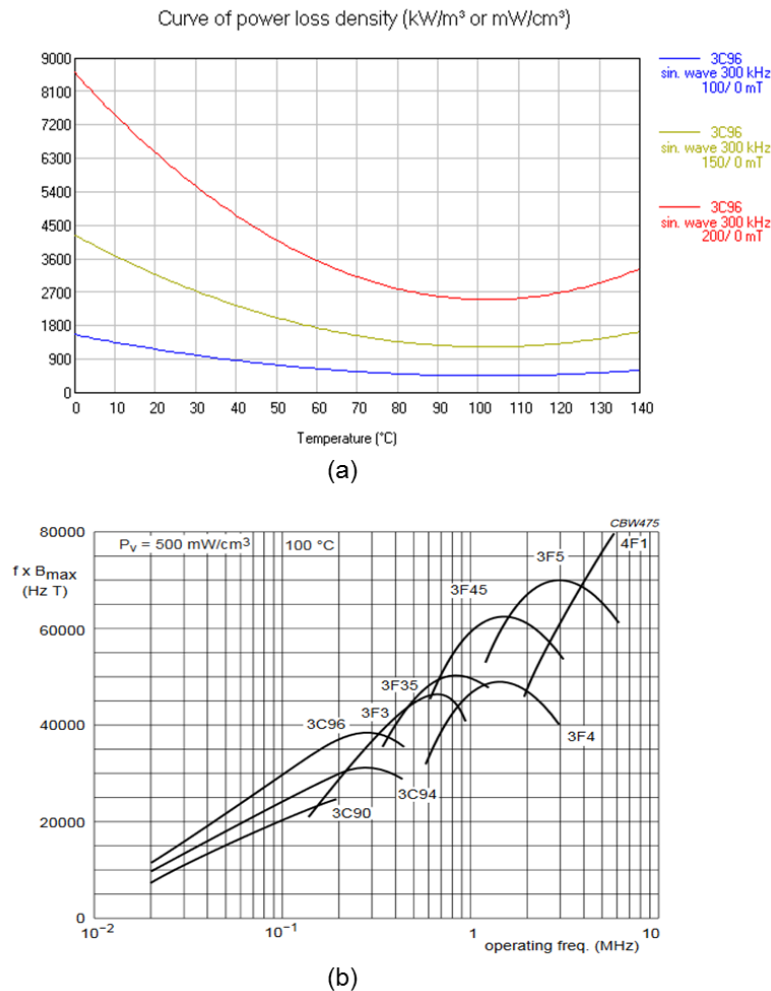 Curve of power loss density (kW/m³ or mW/cm³)
9000
8100
7200
6300
5400
4500
3600
2700
1800
900
0
0 10 20 30 40 50 60 70 80 90 100 110 120 130 140
Temperature (°C)
3C96
sin. wave 300 kHz
100/ 0 mT
3C96
sin. wave 300 kHz
150/ 0 mT
3C96
sin. wave 300 kHz
200/ 0 mT
(a)
CBW475
80000
f x Bmax
(Hz T)
60000
40000
20000
0
Pv = 500 mW/cm³ 100 °C
3F5
4F1
3F45
3F35
3F3
3C96
3F4
3C94
3C90
10⁻² 10⁻¹ 1 10
operating freq. (MHz)
(b)